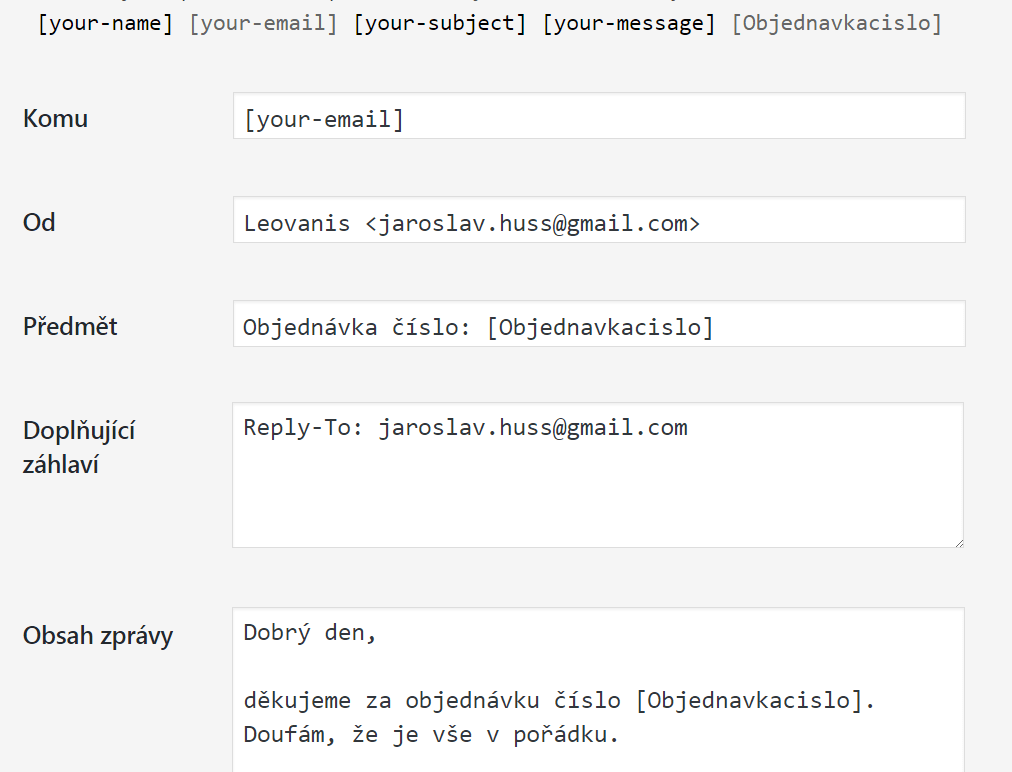 [your-name] [your-email] [your-subject] [your-message] [Objednavkacislo]
Komu
[your-email]
Od
Leovanis <jaroslav.huss@gmail.com>
Předmět
Objednávka číslo: [Objednavkacislo]
Doplňující
záhlaví
Reply-To: jaroslav.huss@gmail.com
Obsah zprávy
Dobrý den,
děkujeme za objednávku číslo [Objednavkacislo].
Doufám, že je vše v pořádku.